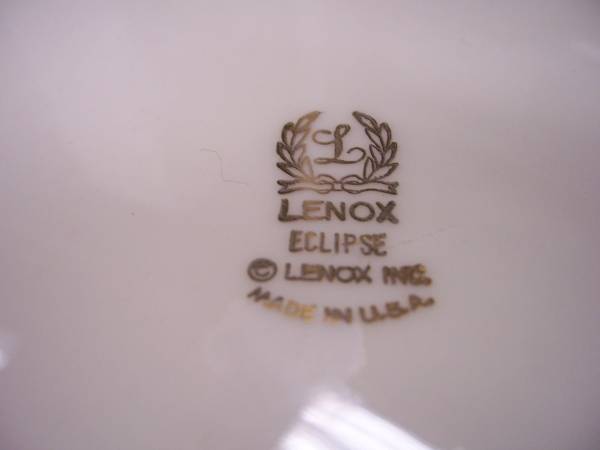 L
LENOX
ECLIPSE
© LENOX INC.
MADE IN U.S.A.